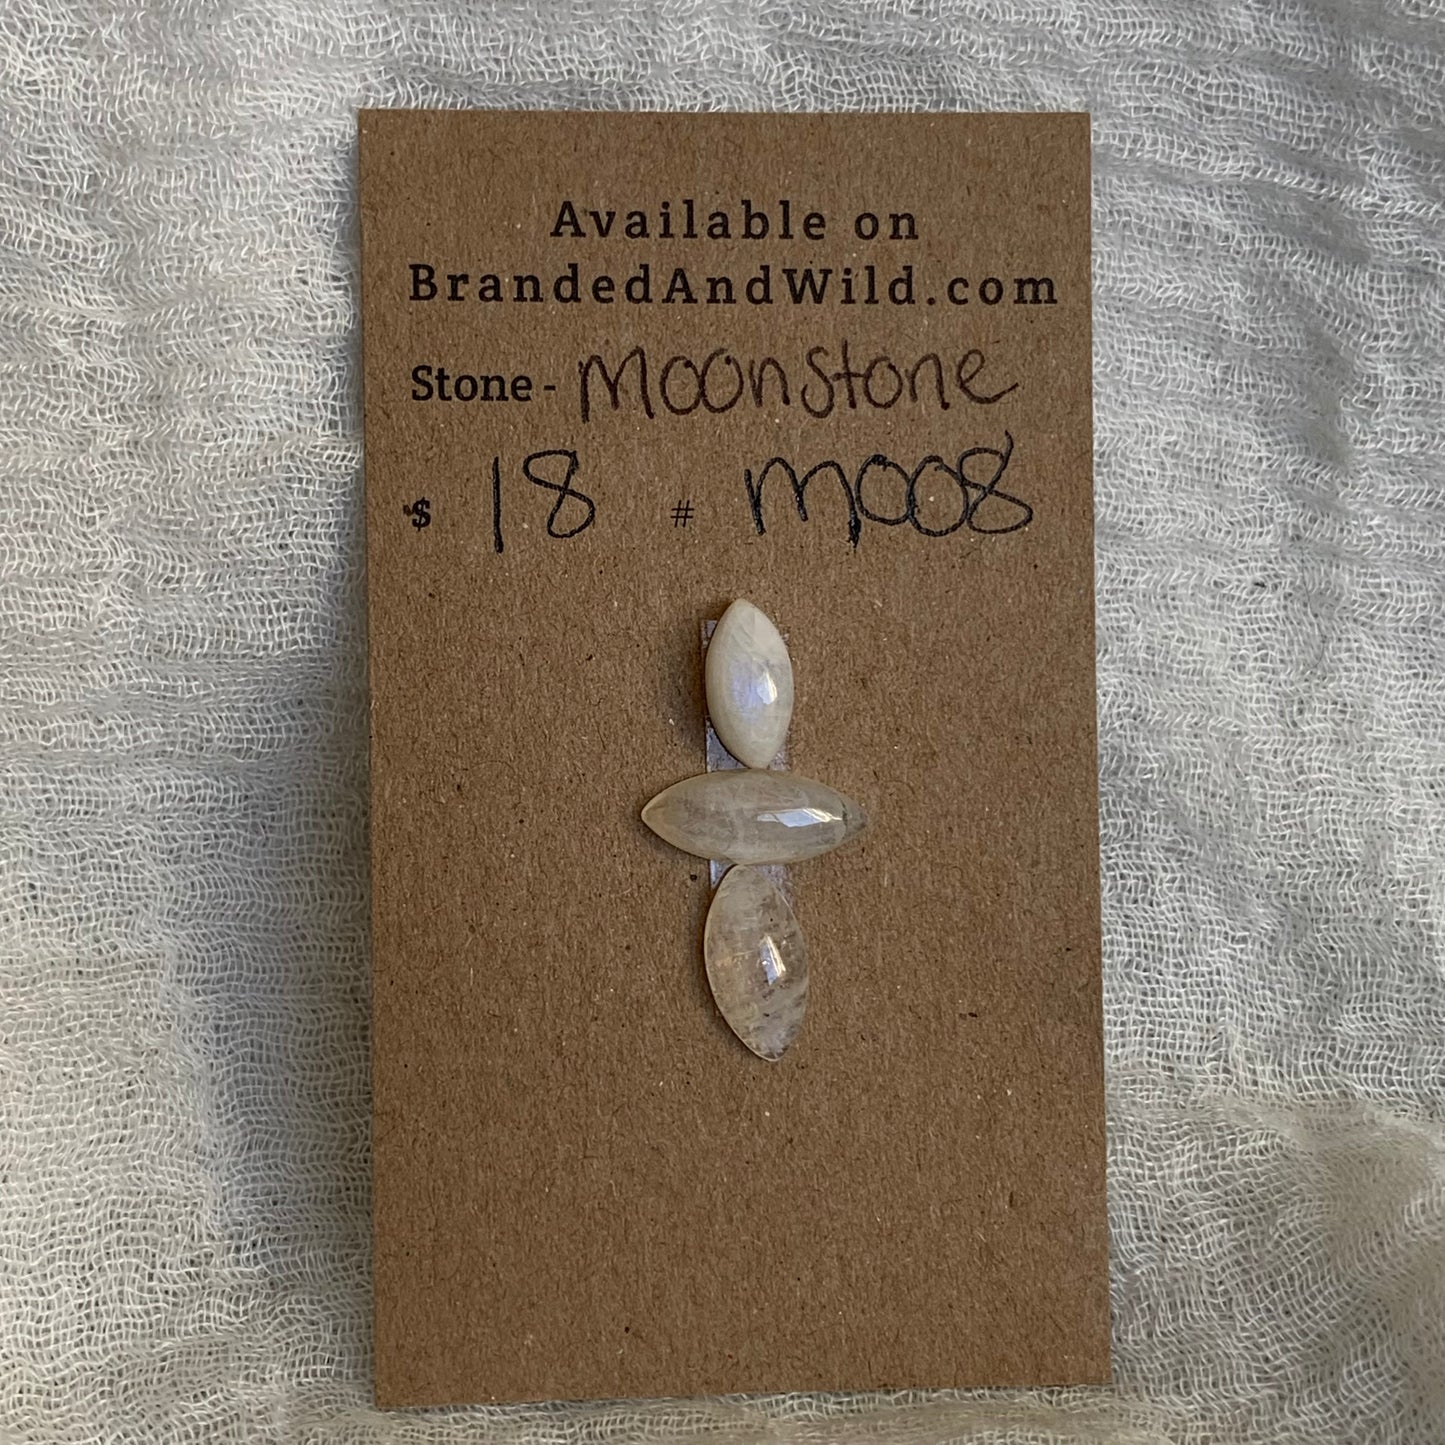 Available on
BrandedAndWild.com
Stone - Moonstone
$ 18 # M008